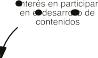 Interés en participar
en el desarrollo de
contenidos